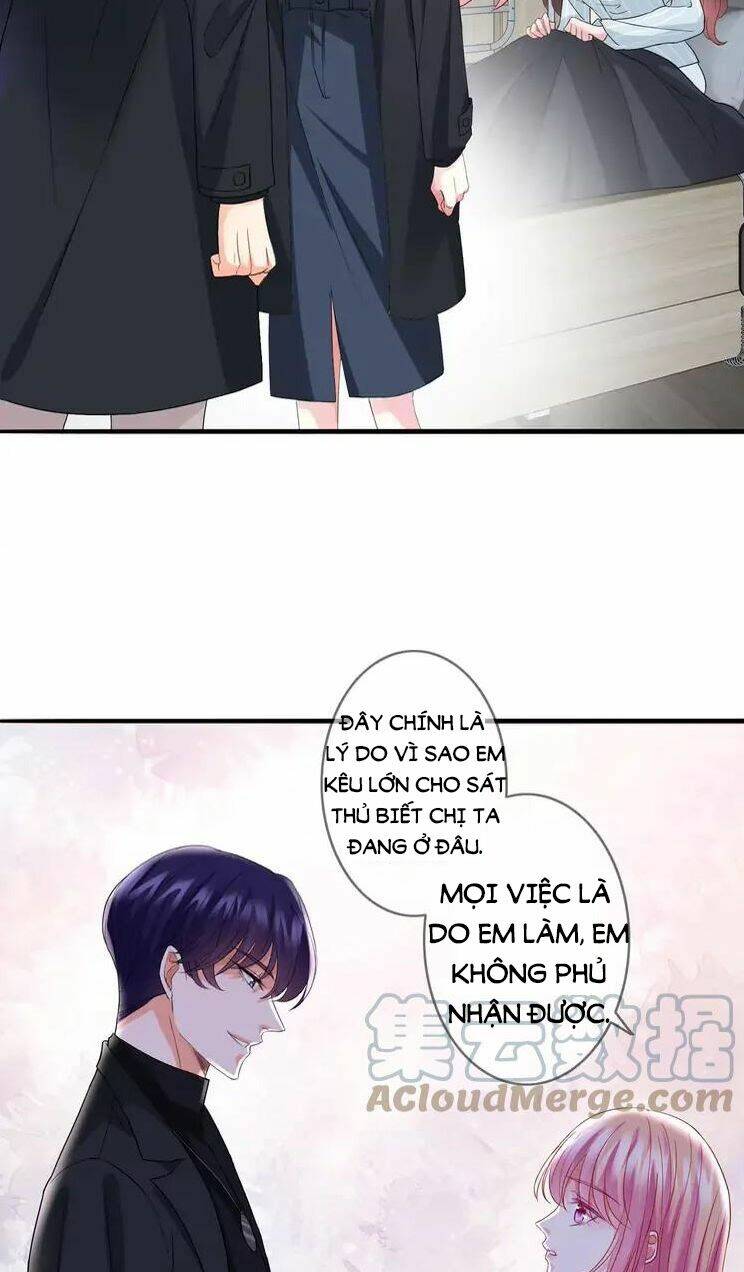 ĐÂY CHÍNH LÀ
LÝ DO VÌ SAO EM
KÊU LỚN CHO SÁT
THỦ BIẾT CHỊ TA
ĐANG Ở ĐÂU.
MỌI VIỆC LÀ
DO EM LÀM, EM
KHÔNG PHỦ
NHẬN ĐƯỢC.
集云数据
ACloudMerge.com